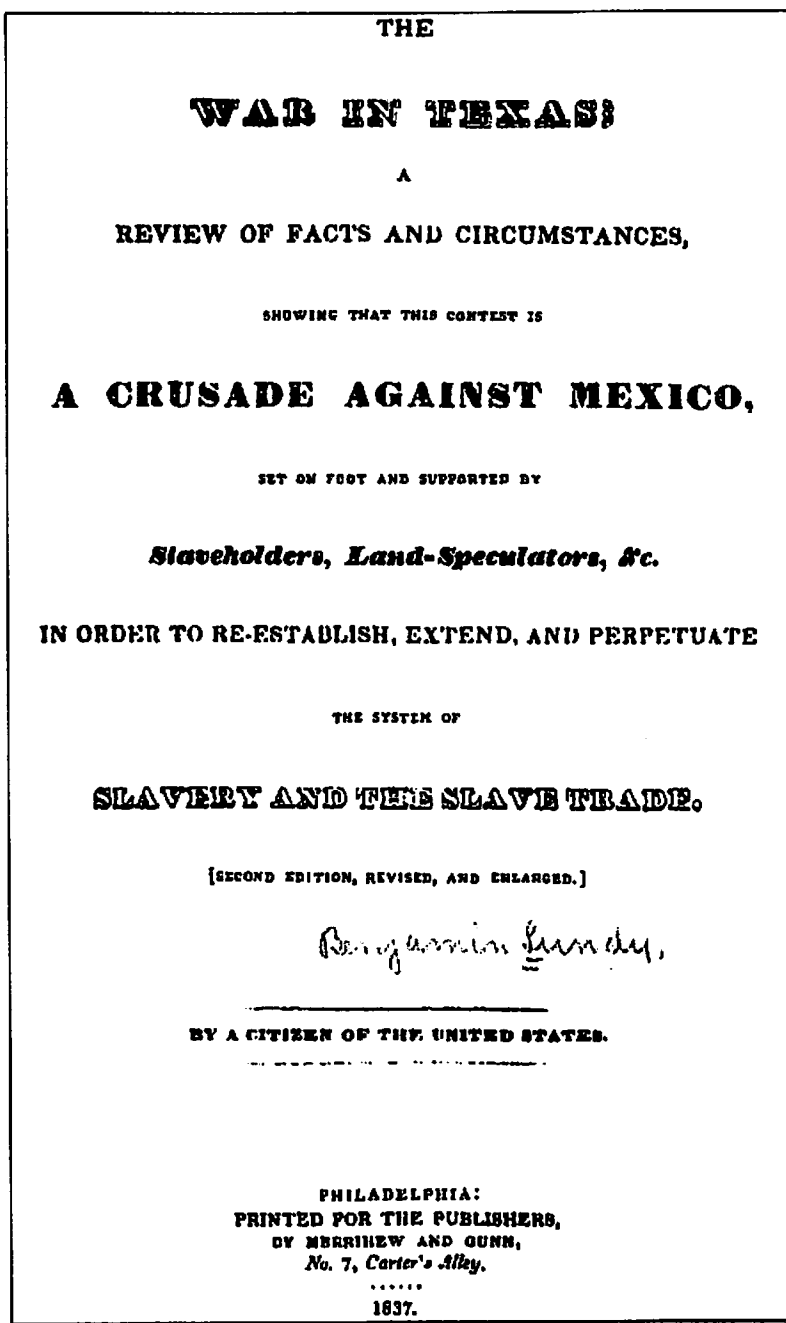 THE
WAR IN TEXAS;
A
REVIEW OF FACTS AND CIRCUMSTANCES,
SHOWING THAT THIS CONTEST IS
A CRUSADE AGAINST MEXICO,
SET ON FOOT AND SUPPORTED BY
Slaveholders, Land-Speculators, &c.
IN ORDER TO RE-ESTABLISH, EXTEND, AND PERPETUATE
THE SYSTEM OF
SLAVERY AND THE SLAVE TRADE.
[SECOND EDITION, REVISED, AND ENLARGED.]
Benjamin Lundy,
BY A CITIZEN OF THE UNITED STATES.
PHILADELPHIA:
PRINTED FOR THE PUBLISHERS,
BY MERRIHEW AND GUNN,
No. 7, Carter's Alley.
......
1837.